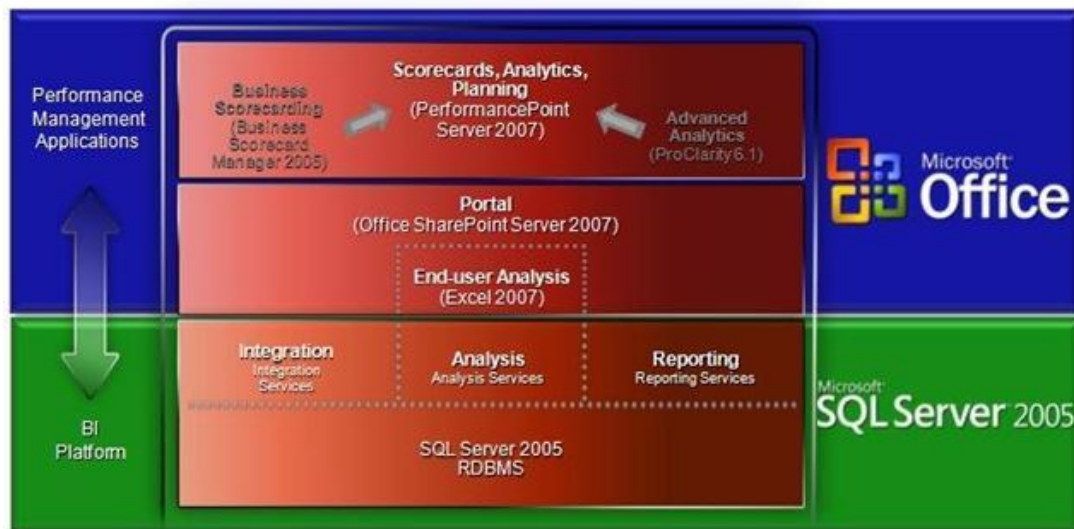 Performance
Management
Applications
BI
Platform
Business
Scorecarding
(Business
Scorecard
Manager 2005)
Scorecards, Analytics,
Planning
(PerformancePoint
Server 2007)
Advanced
Analytics
(ProClarity 6.1)
Portal
(Office SharePoint Server 2007)
End-user Analysis
(Excel 2007)
Integration
Integration
Services
Analysis
Analysis Services
Reporting
Reporting Services
SQL Server 2005
RDBMS
Microsoft
Office
Microsoft
SQL Server 2005